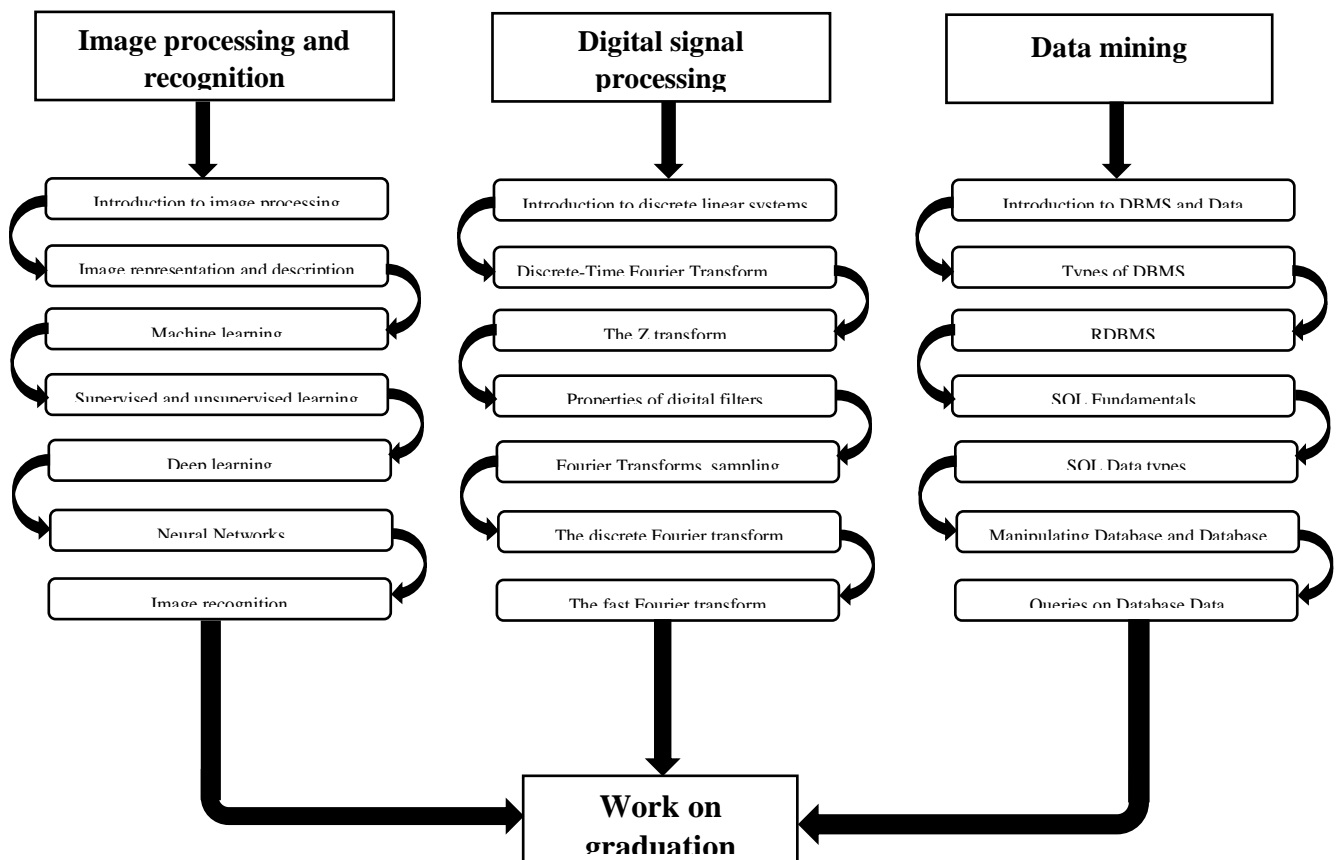 Image processing and
recognition
Introduction to image processing
Image representation and description
Machine learning
Supervised and unsupervised learning
Deep learning
Neural Networks
Image recognition
Digital signal
processing
Introduction to discrete linear systems
Discrete-Time Fourier Transform
The Z transform
Properties of digital filters
Fourier Transforms, sampling
The discrete Fourier transform
The fast Fourier transform
Data mining
Introduction to DBMS and Data
Types of DBMS
RDBMS
SQL Fundamentals
SQL Data types
Manipulating Database and Database
Queries on Database Data
Work on
graduation